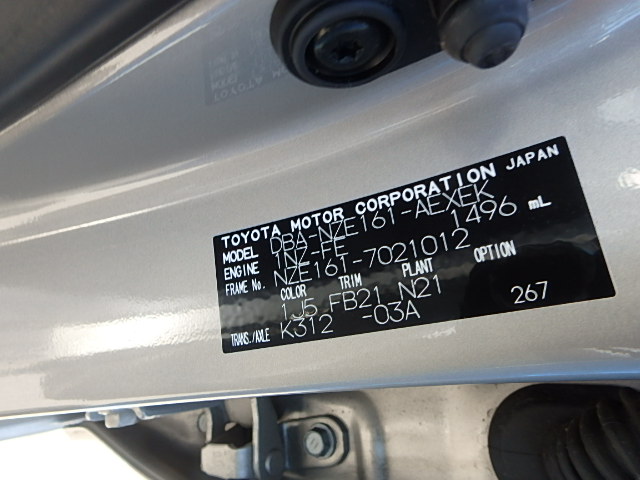 TOYOTA MOTOR CORPORATION JAPAN
MODEL DBA-NZE161-AEXEK
ENGINE 1NZ-FE 1496 mL
FRAME No. NZE161-7021012
COLOR TRIM PLANT OPTION
1J5 FB21 N21
TRANS./AXLE K312 -03A 267